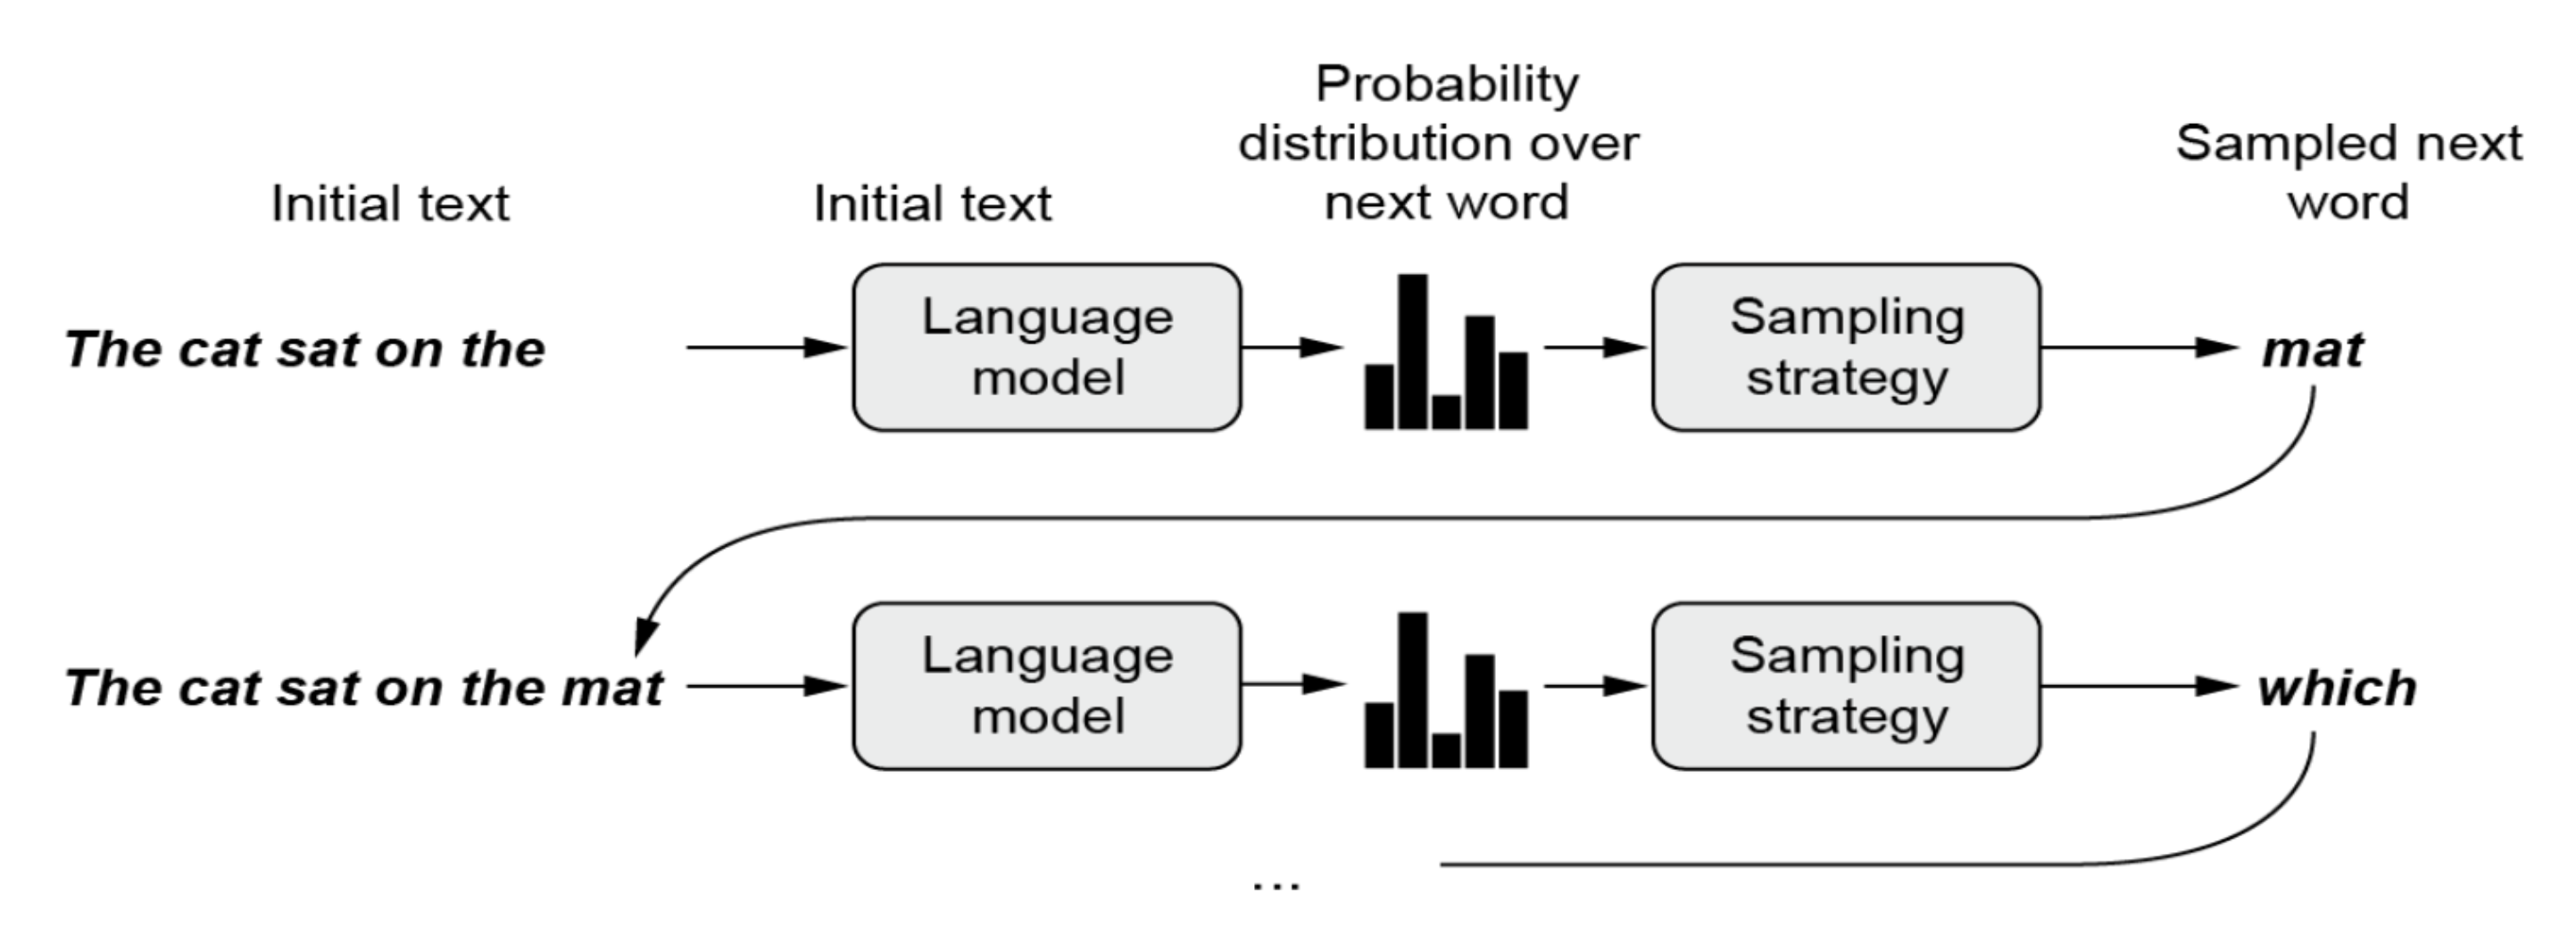 Probability
distribution over
next word
Sampled next
word
Initial text
Initial text
The cat sat on the
Language
model
Sampling
strategy
mat
The cat sat on the mat
Language
model
Sampling
strategy
which
...